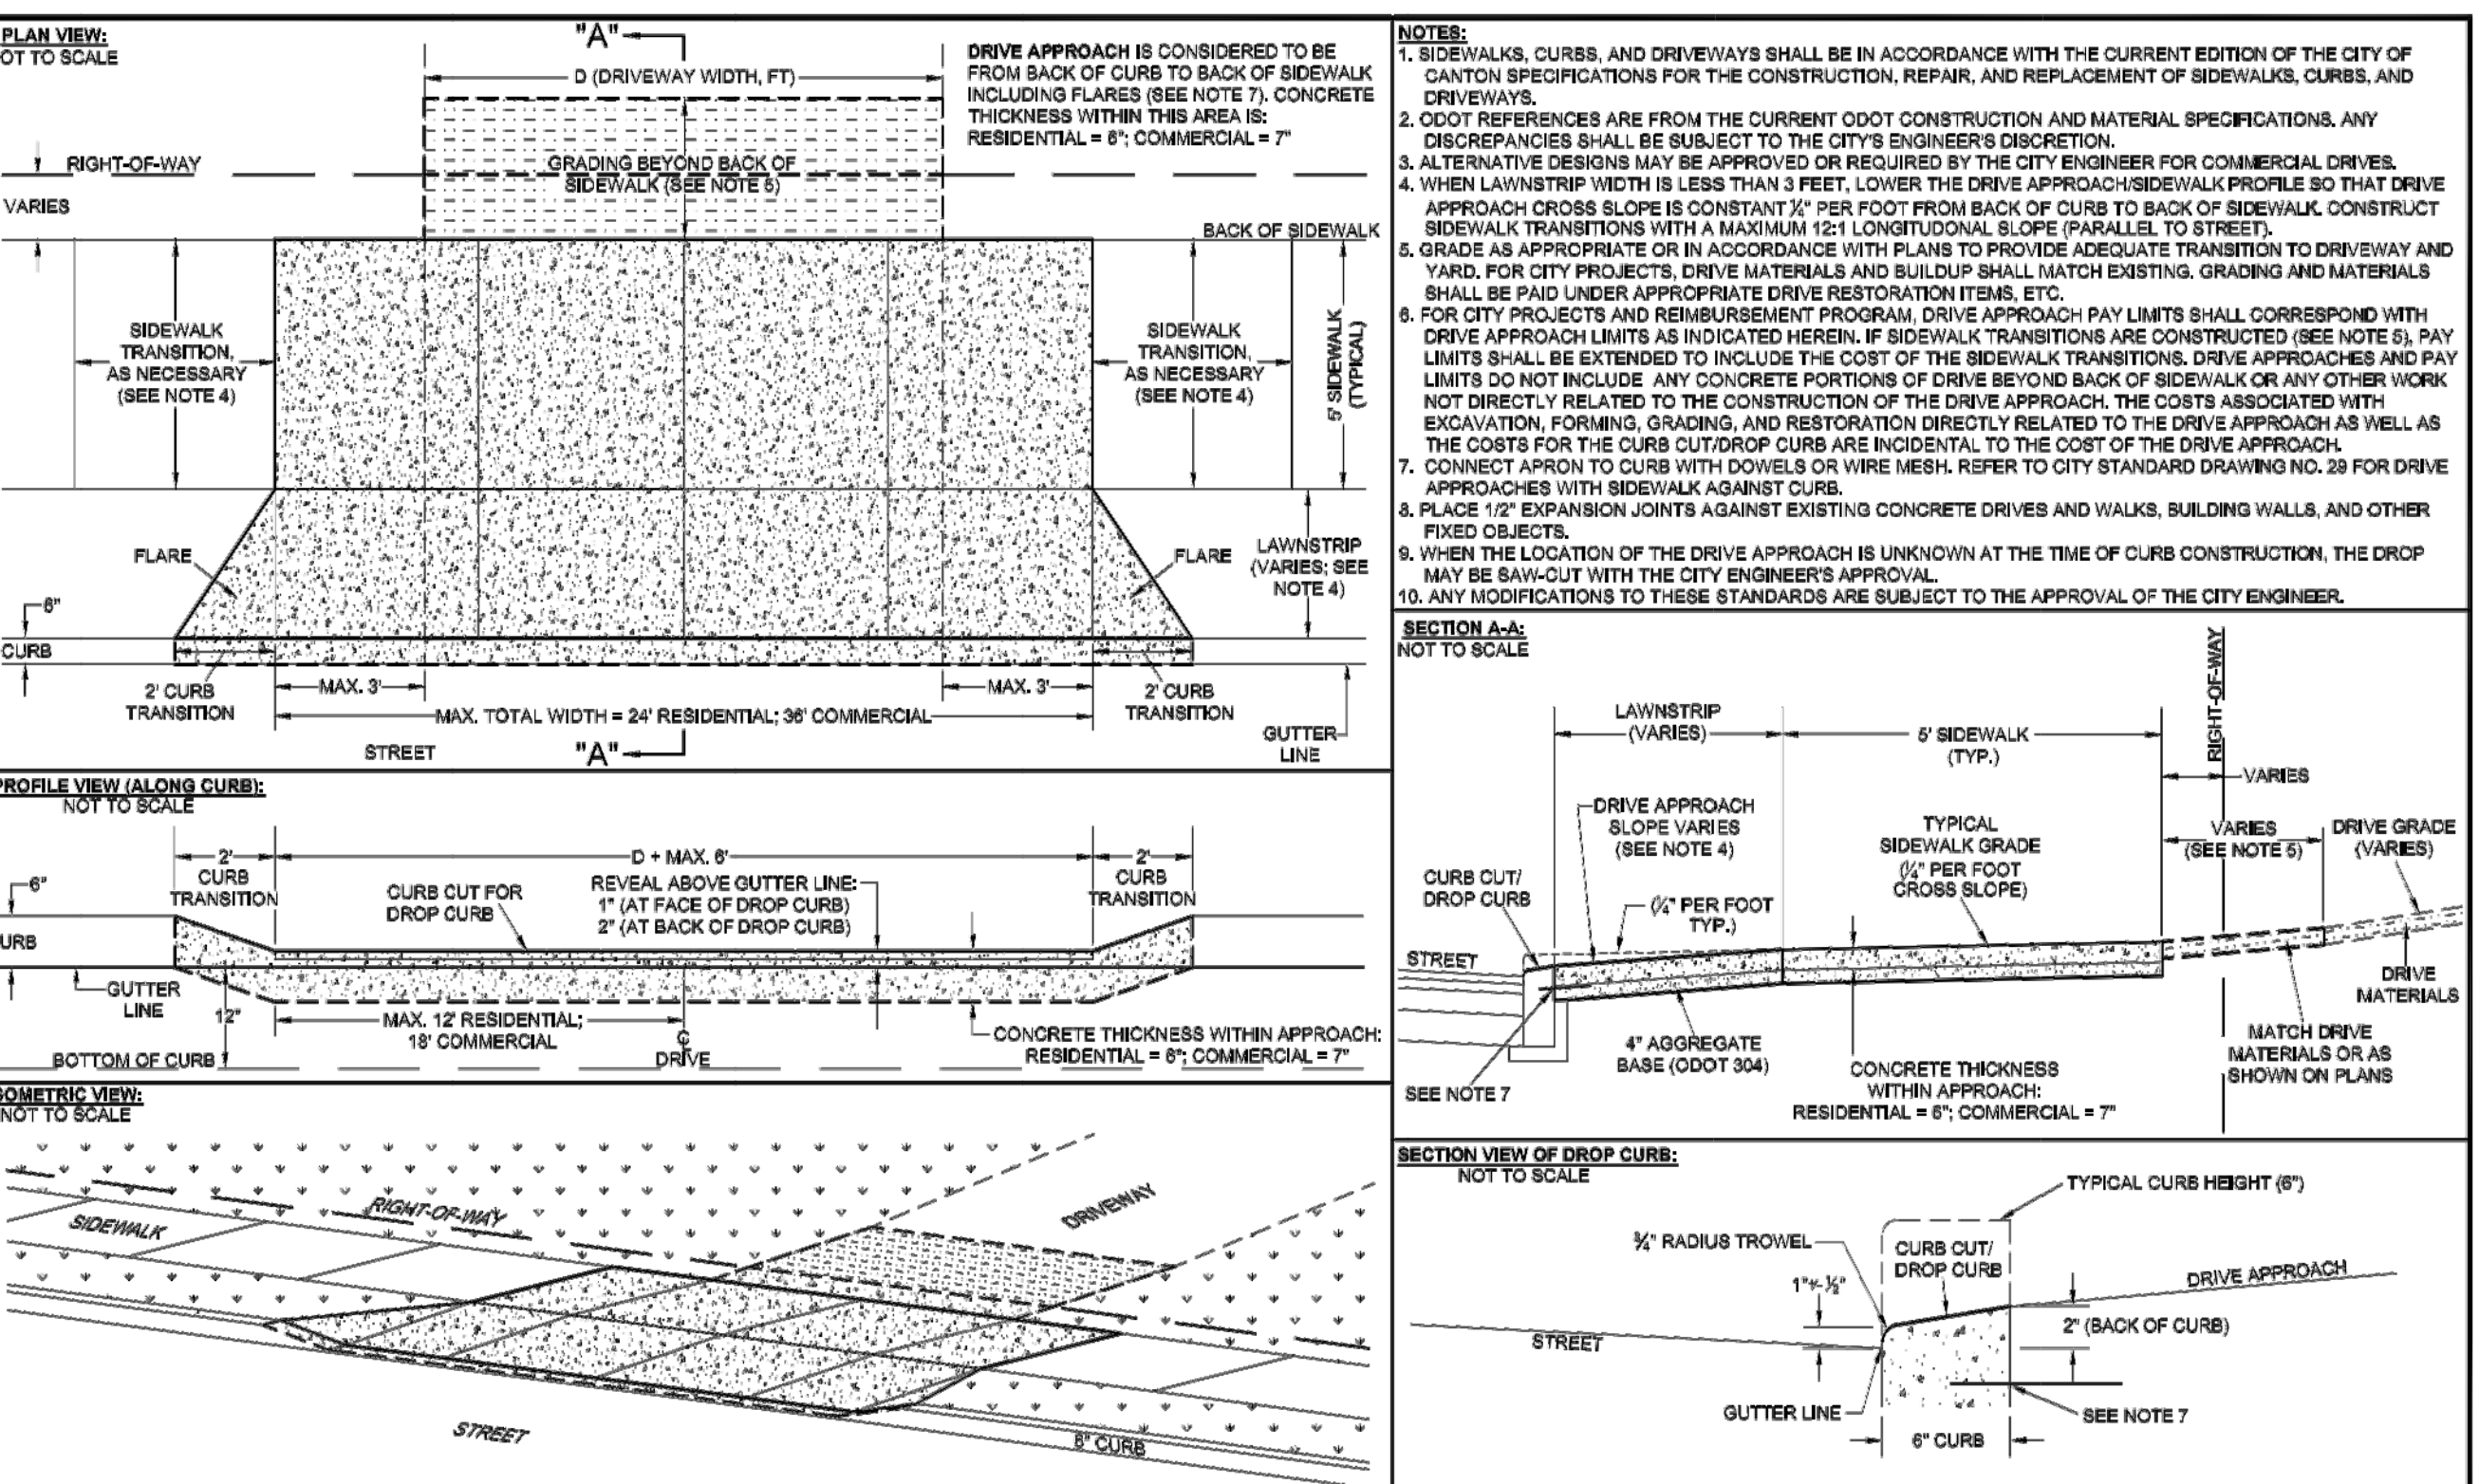 PLAN VIEW:
OT TO SCALE
"A"
D (DRIVEWAY WIDTH, FT)
DRIVE APPROACH IS CONSIDERED TO BE
FROM BACK OF CURB TO BACK OF SIDEWALK
INCLUDING FLARES (SEE NOTE 7). CONCRETE
THICKNESS WITHIN THIS AREA IS:
RESIDENTIAL = 6"; COMMERCIAL = 7"
RIGHT-OF-WAY
GRADING BEYOND BACK OF
SIDEWALK (SEE NOTE 5)
VARIES
BACK OF SIDEWALK
SIDEWALK
TRANSITION,
AS NECESSARY
(SEE NOTE 4)
SIDEWALK
TRANSITION,
AS NECESSARY
(SEE NOTE 4)
5' SIDEWALK
(TYPICAL)
FLARE
FLARE
LAWNSTRIP
(VARIES; SEE
NOTE 4)
6"
CURB
2' CURB
TRANSITION
MAX. 3'
MAX. 3'
2' CURB
TRANSITION
MAX. TOTAL WIDTH = 24' RESIDENTIAL; 36' COMMERCIAL
STREET
"A"
GUTTER
LINE
PROFILE VIEW (ALONG CURB):
NOT TO SCALE
2'
CURB
TRANSITION
D + MAX. 6'
2'
CURB
TRANSITION
6"
URB
CURB CUT FOR
DROP CURB
REVEAL ABOVE GUTTER LINE:
1" (AT FACE OF DROP CURB)
2" (AT BACK OF DROP CURB)
GUTTER
LINE
12"
MAX. 12' RESIDENTIAL;
18' COMMERCIAL
℄
DRIVE
CONCRETE THICKNESS WITHIN APPROACH:
RESIDENTIAL = 6"; COMMERCIAL = 7"
BOTTOM OF CURB
SOMETRIC VIEW:
NOT TO SCALE
RIGHT-OF-WAY
SIDEWALK
DRIVEWAY
STREET
6" CURB
NOTES:
1. SIDEWALKS, CURBS, AND DRIVEWAYS SHALL BE IN ACCORDANCE WITH THE CURRENT EDITION OF THE CITY OF
CANTON SPECIFICATIONS FOR THE CONSTRUCTION, REPAIR, AND REPLACEMENT OF SIDEWALKS, CURBS, AND
DRIVEWAYS.
2. ODOT REFERENCES ARE FROM THE CURRENT ODOT CONSTRUCTION AND MATERIAL SPECIFICATIONS. ANY
DISCREPANCIES SHALL BE SUBJECT TO THE CITY'S ENGINEER'S DISCRETION.
3. ALTERNATIVE DESIGNS MAY BE APPROVED OR REQUIRED BY THE CITY ENGINEER FOR COMMERCIAL DRIVES.
4. WHEN LAWNSTRIP WIDTH IS LESS THAN 3 FEET, LOWER THE DRIVE APPROACH/SIDEWALK PROFILE SO THAT DRIVE
APPROACH CROSS SLOPE IS CONSTANT ¼" PER FOOT FROM BACK OF CURB TO BACK OF SIDEWALK. CONSTRUCT
SIDEWALK TRANSITIONS WITH A MAXIMUM 12:1 LONGITUDONAL SLOPE (PARALLEL TO STREET).
5. GRADE AS APPROPRIATE OR IN ACCORDANCE WITH PLANS TO PROVIDE ADEQUATE TRANSITION TO DRIVEWAY AND
YARD. FOR CITY PROJECTS, DRIVE MATERIALS AND BUILDUP SHALL MATCH EXISTING. GRADING AND MATERIALS
SHALL BE PAID UNDER APPROPRIATE DRIVE RESTORATION ITEMS, ETC.
6. FOR CITY PROJECTS AND REIMBURSEMENT PROGRAM, DRIVE APPROACH PAY LIMITS SHALL CORRESPOND WITH
DRIVE APPROACH LIMITS AS INDICATED HEREIN. IF SIDEWALK TRANSITIONS ARE CONSTRUCTED (SEE NOTE 5), PAY
LIMITS SHALL BE EXTENDED TO INCLUDE THE COST OF THE SIDEWALK TRANSITIONS. DRIVE APPROACHES AND PAY
LIMITS DO NOT INCLUDE ANY CONCRETE PORTIONS OF DRIVE BEYOND BACK OF SIDEWALK OR ANY OTHER WORK
NOT DIRECTLY RELATED TO THE CONSTRUCTION OF THE DRIVE APPROACH. THE COSTS ASSOCIATED WITH
EXCAVATION, FORMING, GRADING, AND RESTORATION DIRECTLY RELATED TO THE DRIVE APPROACH AS WELL AS
THE COSTS FOR THE CURB CUT/DROP CURB ARE INCIDENTAL TO THE COST OF THE DRIVE APPROACH.
7. CONNECT APRON TO CURB WITH DOWELS OR WIRE MESH. REFER TO CITY STANDARD DRAWING NO. 29 FOR DRIVE
APPROACHES WITH SIDEWALK AGAINST CURB.
8. PLACE 1/2" EXPANSION JOINTS AGAINST EXISTING CONCRETE DRIVES AND WALKS, BUILDING WALLS, AND OTHER
FIXED OBJECTS.
9. WHEN THE LOCATION OF THE DRIVE APPROACH IS UNKNOWN AT THE TIME OF CURB CONSTRUCTION, THE DROP
MAY BE SAW-CUT WITH THE CITY ENGINEER'S APPROVAL.
10. ANY MODIFICATIONS TO THESE STANDARDS ARE SUBJECT TO THE APPROVAL OF THE CITY ENGINEER.
SECTION A-A:
NOT TO SCALE
RIGHT-OF-WAY
LAWNSTRIP
(VARIES)
5' SIDEWALK
(TYP.)
VARIES
DRIVE APPROACH
SLOPE VARIES
(SEE NOTE 4)
TYPICAL
SIDEWALK GRADE
(¼" PER FOOT
CROSS SLOPE)
VARIES
(SEE NOTE 5)
DRIVE GRADE
(VARIES)
CURB CUT/
DROP CURB
(¼" PER FOOT
TYP.)
STREET
DRIVE
MATERIALS
4" AGGREGATE
BASE (ODOT 304)
MATCH DRIVE
MATERIALS OR AS
SHOWN ON PLANS
CONCRETE THICKNESS
WITHIN APPROACH:
RESIDENTIAL = 6"; COMMERCIAL = 7"
SEE NOTE 7
SECTION VIEW OF DROP CURB:
NOT TO SCALE
TYPICAL CURB HEIGHT (6")
¾" RADIUS TROWEL
CURB CUT/
DROP CURB
DRIVE APPROACH
1"+-½"
2" (BACK OF CURB)
STREET
GUTTER LINE
SEE NOTE 7
6" CURB